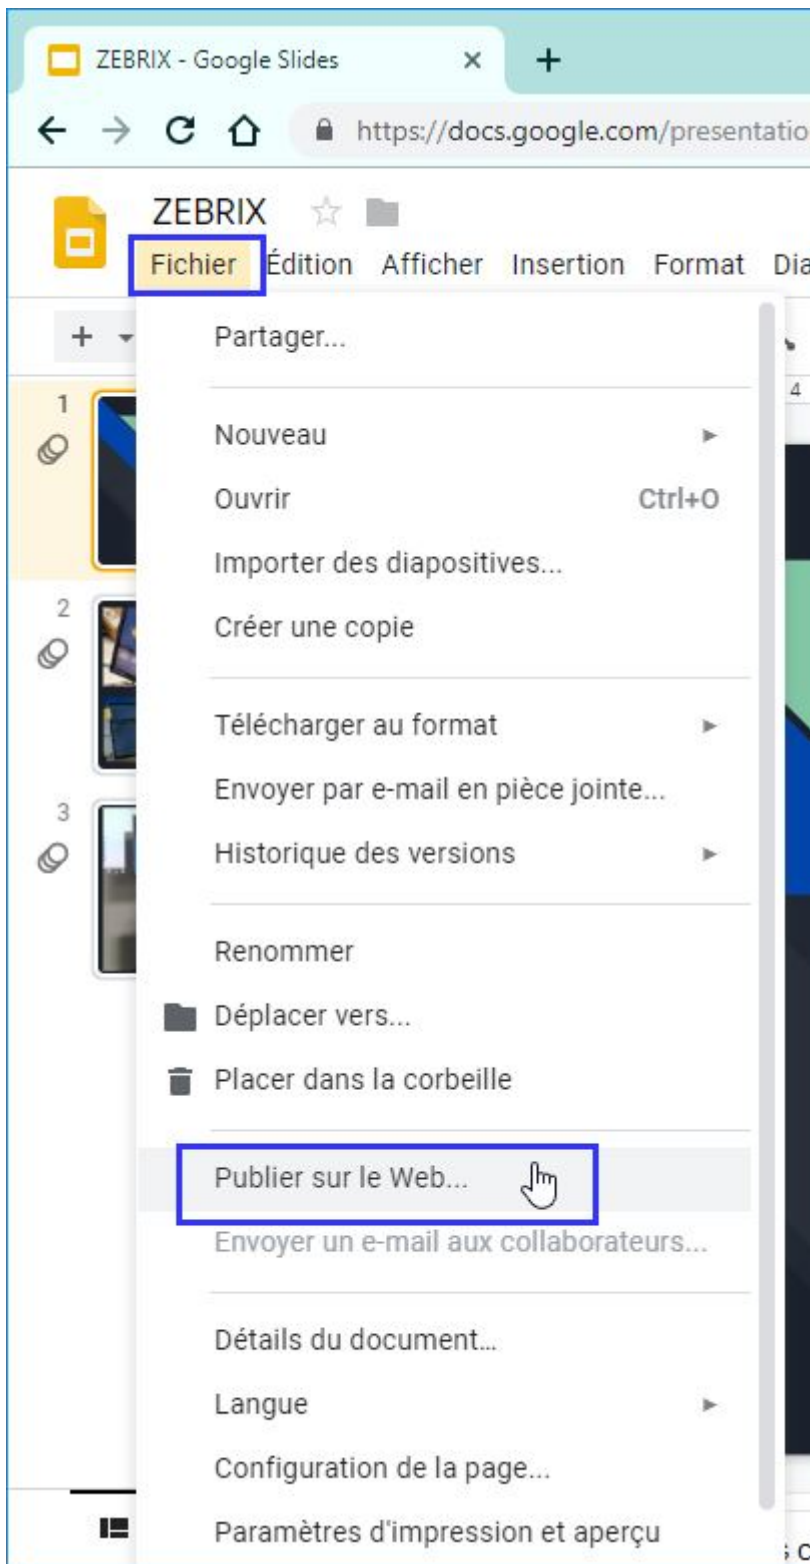 ZEBRIX - Google Slides
https://docs.google.com/presentatio
ZEBRIX
Fichier Édition Afficher Insertion Format Dia
Partager...
4
1
Nouveau
Ouvrir Ctrl+O
Importer des diapositives...
2
Créer une copie
Télécharger au format
Envoyer par e-mail en pièce jointe...
3
Historique des versions
Renommer
Déplacer vers...
Placer dans la corbeille
Publier sur le Web...
Envoyer un e-mail aux collaborateurs...
Détails du document...
Langue
Configuration de la page...
Paramètres d'impression et aperçu